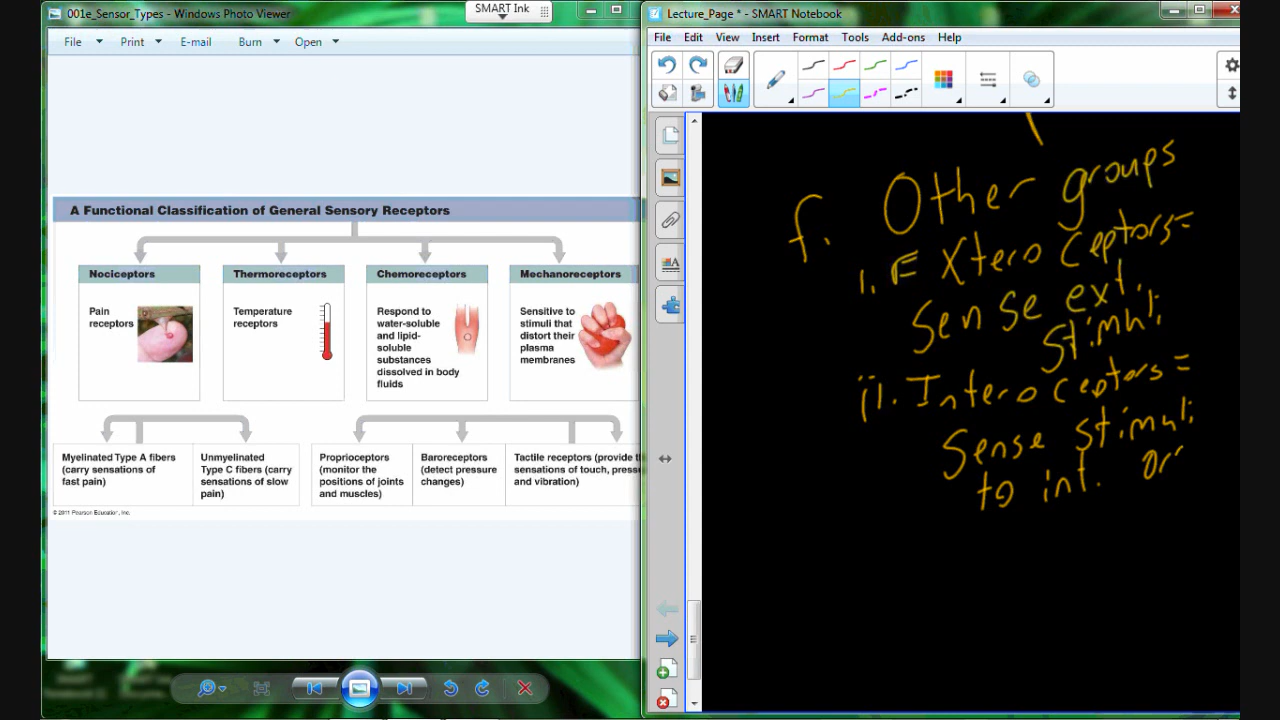 001e_Sensor_Types - Windows Photo Viewer
SMART Ink
File Print E-mail Burn Open
A Functional Classification of General Sensory Receptors
Nociceptors
Pain
receptors
Thermoreceptors
Temperature
receptors
Chemoreceptors
Respond to
water-soluble
and lipid-
soluble
substances
dissolved in body
fluids
Mechanoreceptors
Sensitive to
stimuli that
distort their
plasma
membranes
Myelinated Type A fibers
(carry sensations of
fast pain)
Unmyelinated
Type C fibers (carry
sensations of slow
pain)
Proprioceptors
(monitor the
positions of joints
and muscles)
Baroreceptors
(detect pressure
changes)
Tactile receptors (provide th
sensations of touch, pressu
and vibration)
© 2011 Pearson Education, Inc.
Lecture_Page * - SMART Notebook
File Edit View Insert Format Tools Add-ons Help
f. Other groups
i. Exteroceptors=
Sense ext.
stimuli
ii. Interoceptors=
Sense stimuli
to int. or